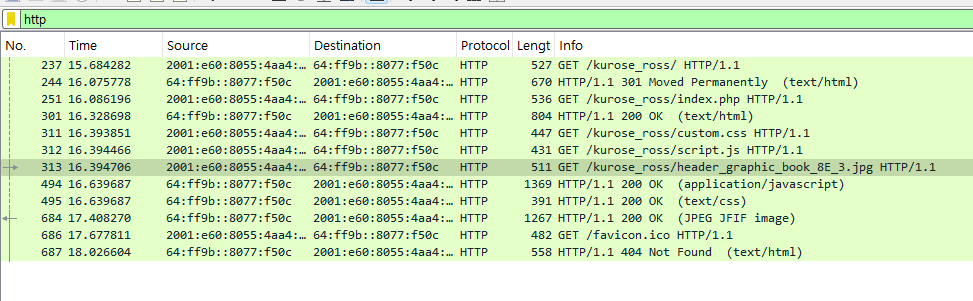 http
No. Time Source Destination Protocol Lengt Info
237 15.684282 2001:e60:8055:4aa4:… 64:ff9b::8077:f50c HTTP 527 GET /kurose_ross/ HTTP/1.1
244 16.075778 64:ff9b::8077:f50c 2001:e60:8055:4aa4:… HTTP 670 HTTP/1.1 301 Moved Permanently (text/html)
251 16.086196 2001:e60:8055:4aa4:… 64:ff9b::8077:f50c HTTP 536 GET /kurose_ross/index.php HTTP/1.1
301 16.328698 64:ff9b::8077:f50c 2001:e60:8055:4aa4:… HTTP 804 HTTP/1.1 200 OK (text/html)
311 16.393851 2001:e60:8055:4aa4:… 64:ff9b::8077:f50c HTTP 447 GET /kurose_ross/custom.css HTTP/1.1
312 16.394466 2001:e60:8055:4aa4:… 64:ff9b::8077:f50c HTTP 431 GET /kurose_ross/script.js HTTP/1.1
313 16.394706 2001:e60:8055:4aa4:… 64:ff9b::8077:f50c HTTP 511 GET /kurose_ross/header_graphic_book_8E_3.jpg HTTP/1.1
494 16.639687 64:ff9b::8077:f50c 2001:e60:8055:4aa4:… HTTP 1369 HTTP/1.1 200 OK (application/javascript)
495 16.639687 64:ff9b::8077:f50c 2001:e60:8055:4aa4:… HTTP 391 HTTP/1.1 200 OK (text/css)
684 17.408270 64:ff9b::8077:f50c 2001:e60:8055:4aa4:… HTTP 1267 HTTP/1.1 200 OK (JPEG JFIF image)
686 17.677811 2001:e60:8055:4aa4:… 64:ff9b::8077:f50c HTTP 482 GET /favicon.ico HTTP/1.1
687 18.026604 64:ff9b::8077:f50c 2001:e60:8055:4aa4:… HTTP 558 HTTP/1.1 404 Not Found (text/html)